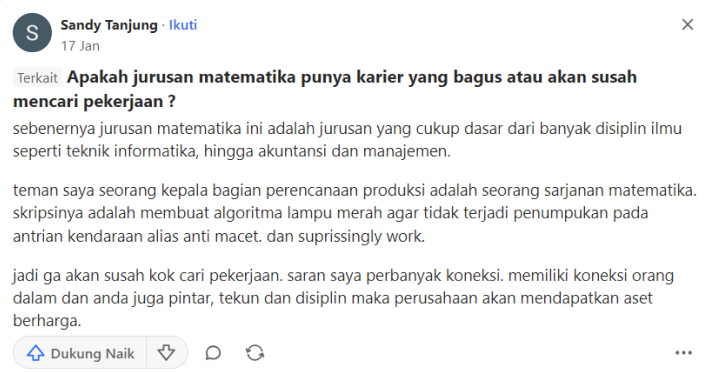 S
Sandy Tanjung · Ikuti
17 Jan
Terkait Apakah jurusan matematika punya karier yang bagus atau akan susah
mencari pekerjaan ?
sebenernya jurusan matematika ini adalah jurusan yang cukup dasar dari banyak disiplin ilmu
seperti teknik informatika, hingga akuntansi dan manajemen.
teman saya seorang kepala bagian perencanaan produksi adalah seorang sarjanan matematika.
skripsinya adalah membuat algoritma lampu merah agar tidak terjadi penumpukan pada
antrian kendaraan alias anti macet. dan suprissingly work.
jadi ga akan susah kok cari pekerjaan. saran saya perbanyak koneksi. memiliki koneksi orang
dalam dan anda juga pintar, tekun dan disiplin maka perusahaan akan mendapatkan aset
berharga.
Dukung Naik